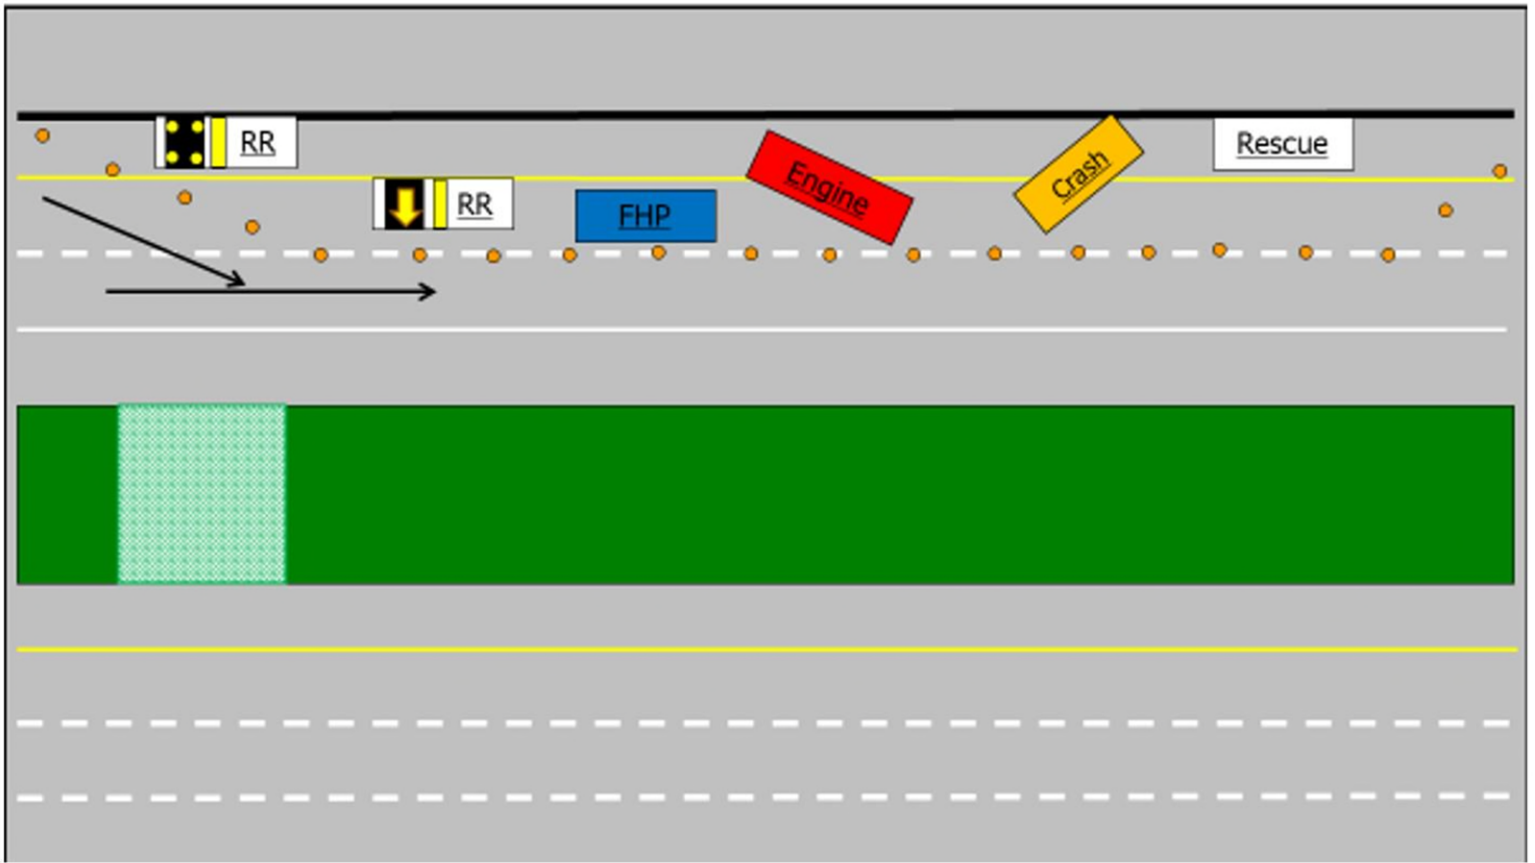 RR
RR
FHP
Engine
Crash
Rescue